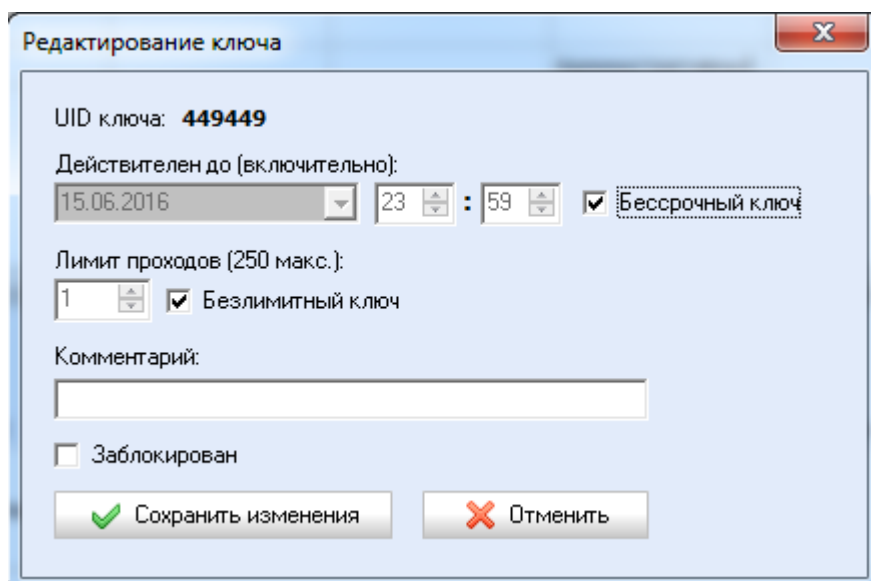 Редактирование ключа
UID ключа: 449449
Действителен до (включительно):
15.06.2016 23 : 59 Бессрочный ключ
Лимит проходов (250 макс.):
1 Безлимитный ключ
Комментарий:
Заблокирован
Сохранить изменения Отменить